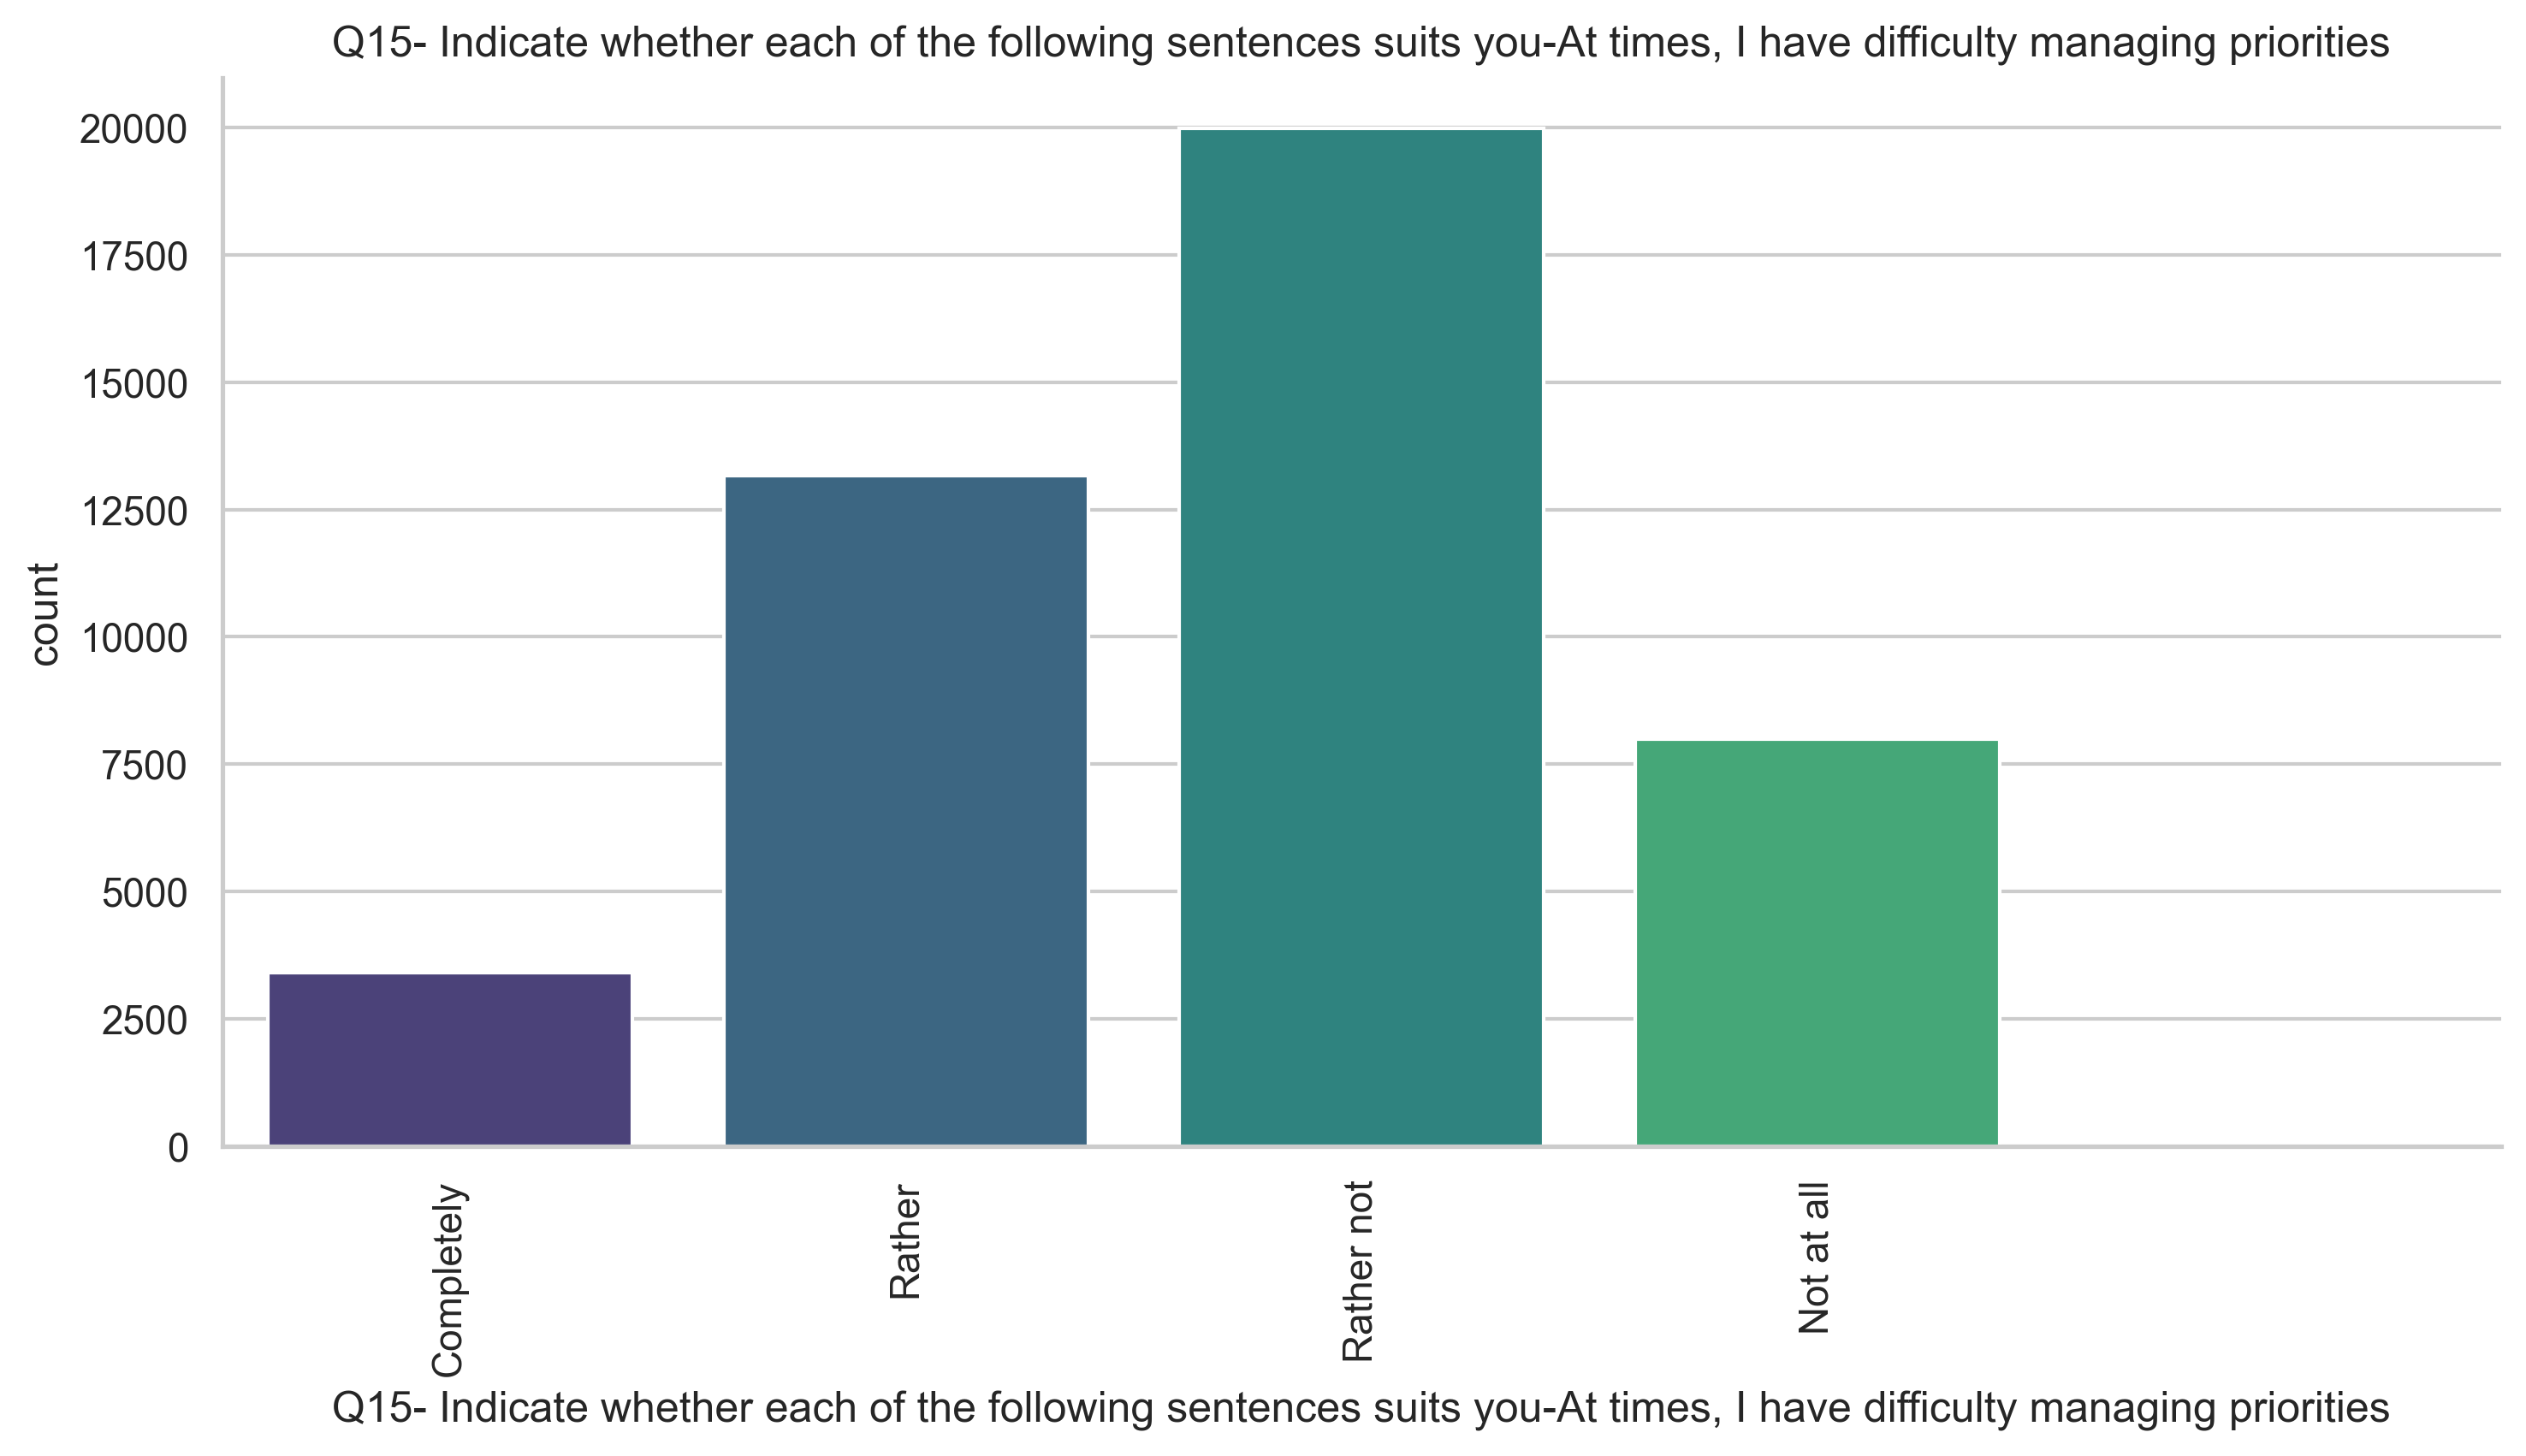 Q15- Indicate whether each of the following sentences suits you-At times, I have difficulty managing priorities
20000
17500
15000
12500
10000
7500
5000
2500
0
count
Completely
Rather
Rather not
Not at all
Q15- Indicate whether each of the following sentences suits you-At times, I have difficulty managing priorities